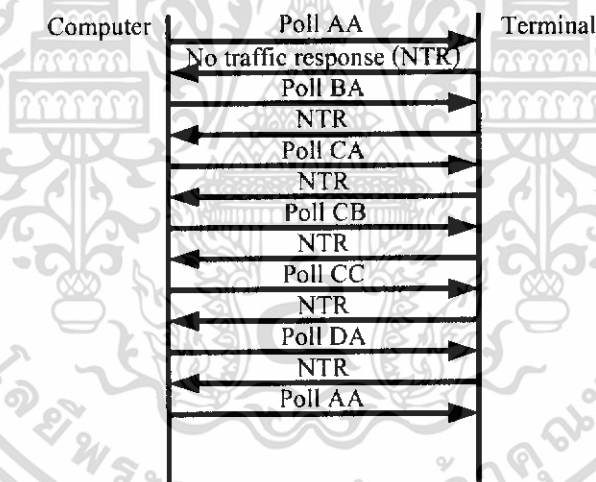 Computer
Poll AA
Terminal
No traffic response (NTR)
Poll BA
NTR
Poll CA
NTR
Poll CB
NTR
Poll CC
NTR
Poll DA
NTR
Poll AA